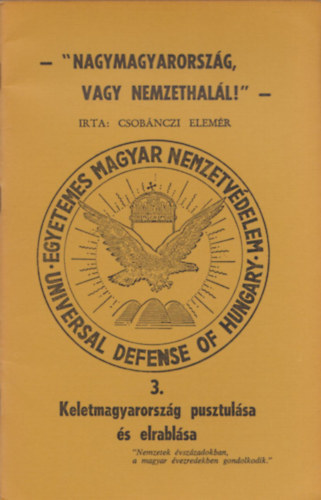 – "NAGYMAGYARORSZÁG,
VAGY NEMZETHALÁL!" –
IRTA: CSOBÁNCZI ELEMÉR
EGYETEMES MAGYAR NEMZETVÉDELEM
· UNIVERSAL DEFENSE OF HUNGARY ·
3.
Keletmagyarország pusztulása
és elrablása
"Nemzetek évszázadokban,
a magyar évezredekben gondolkodik."